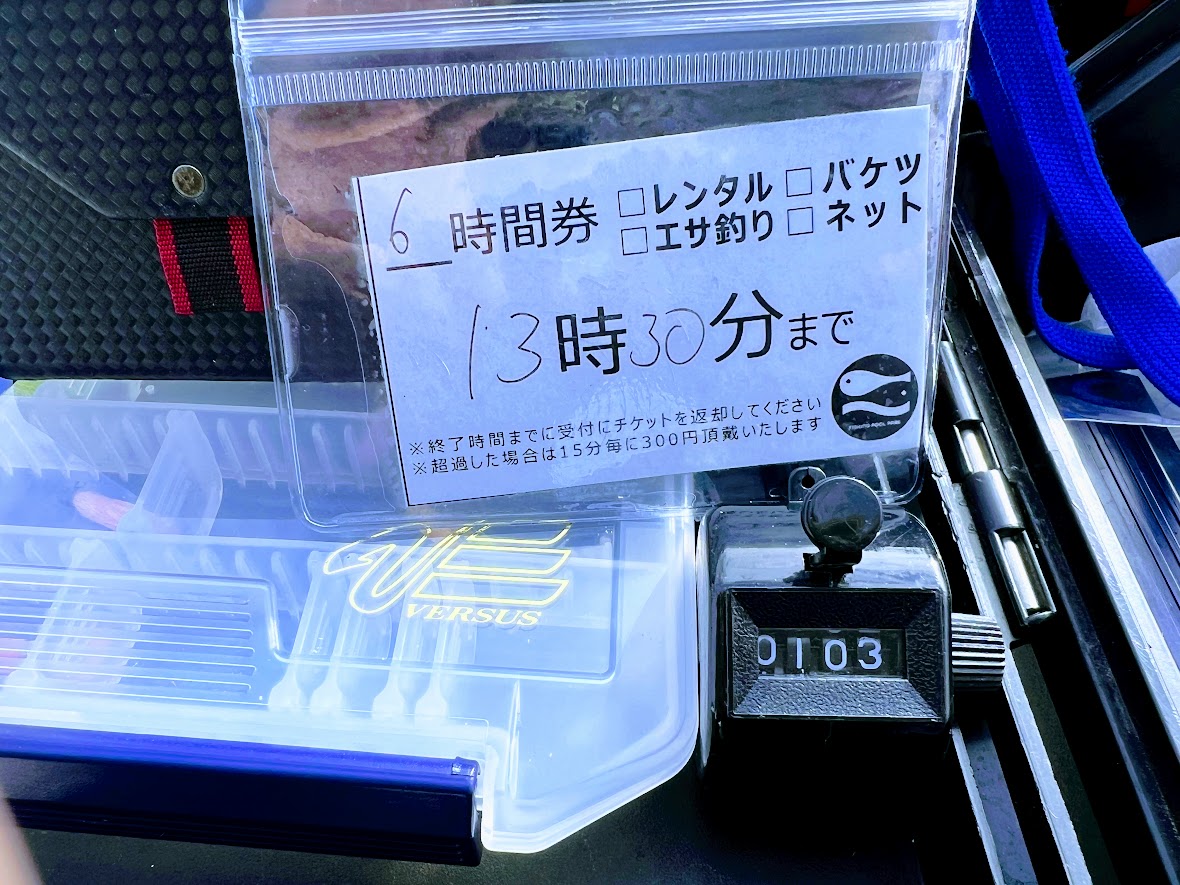 6 時間券
□レンタル □バケツ
□エサ釣り □ネット
13時30分まで
※終了時間までに受付にチケットを返却してください
※超過した場合は15分毎に300円頂戴いたします
VERSUS
0103